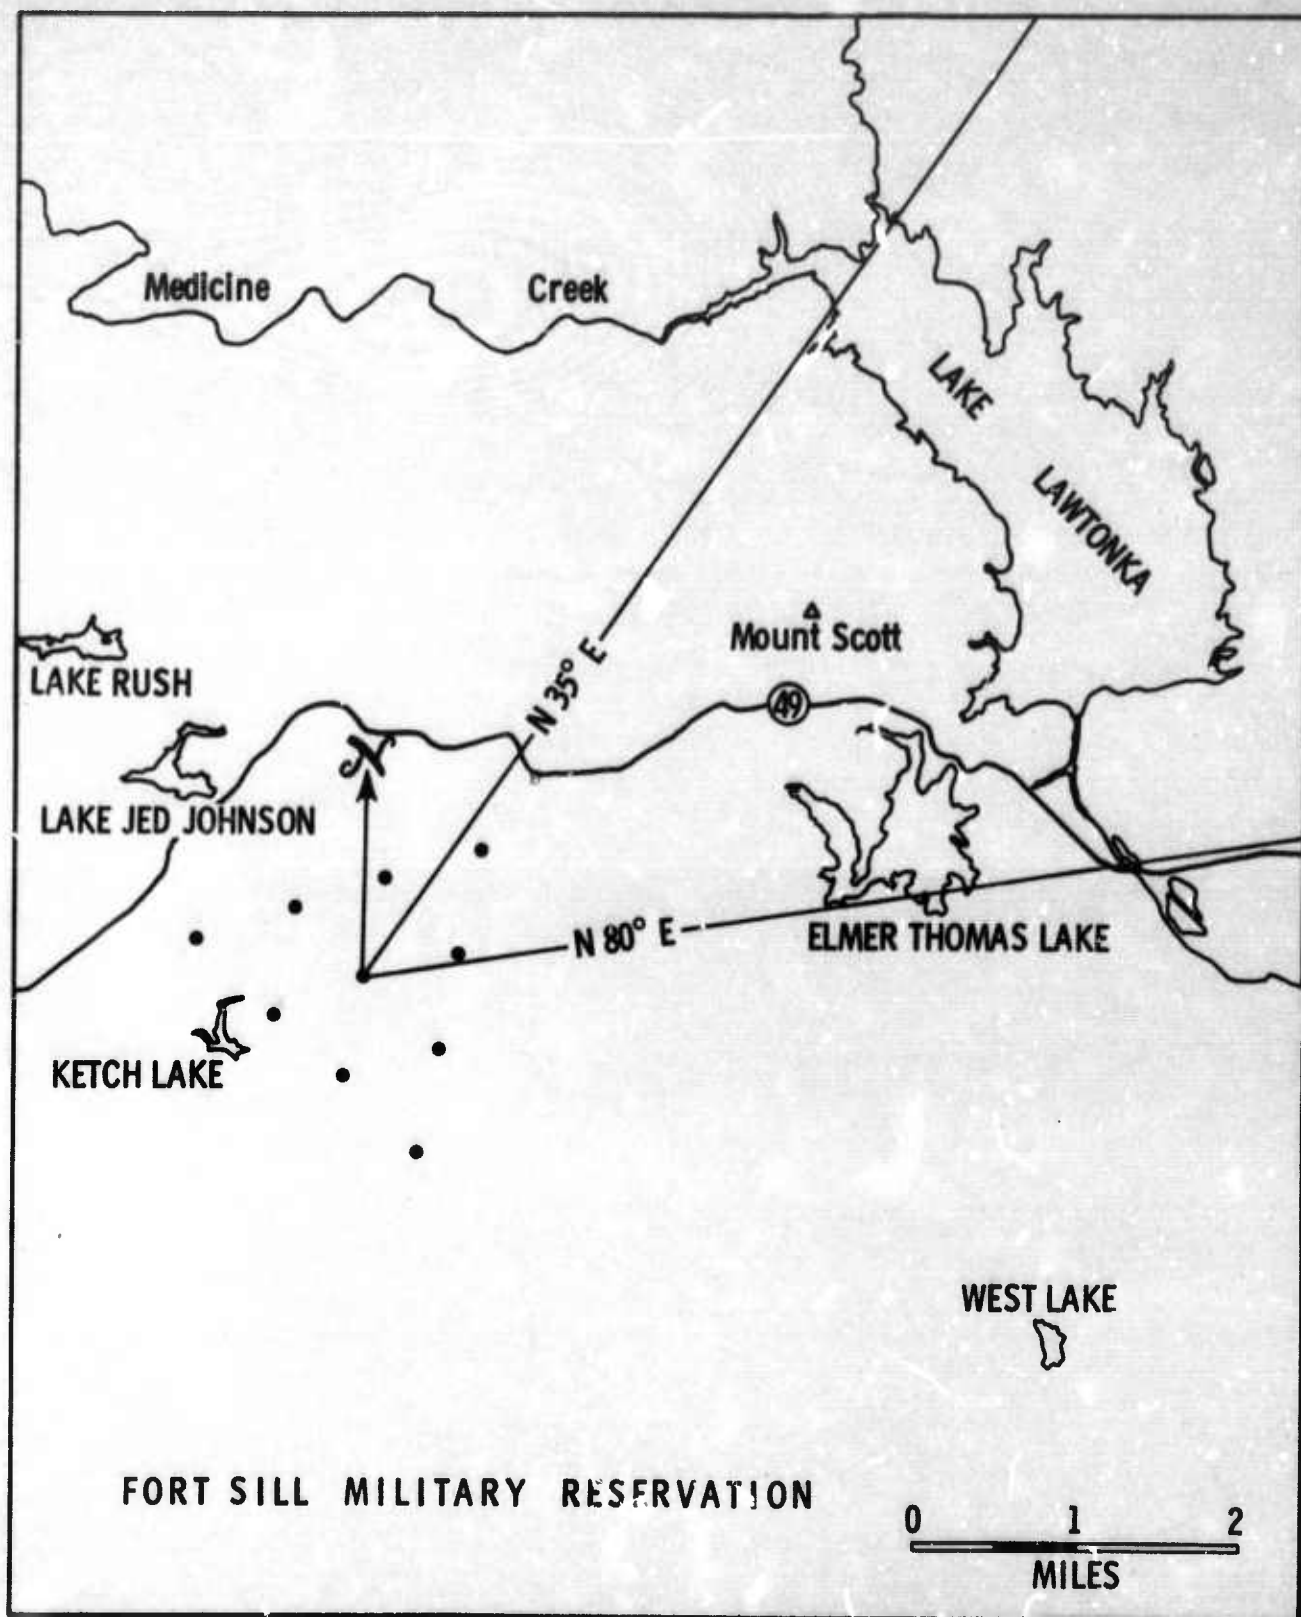 Medicine Creek
LAKE
LAWTONKA
N 35° E
Mount Scott
LAKE RUSH
49
N
LAKE JED JOHNSON
N 80° E
ELMER THOMAS LAKE
KETCH LAKE
WEST LAKE
FORT SILL MILITARY RESERVATION
0 1 2
MILES